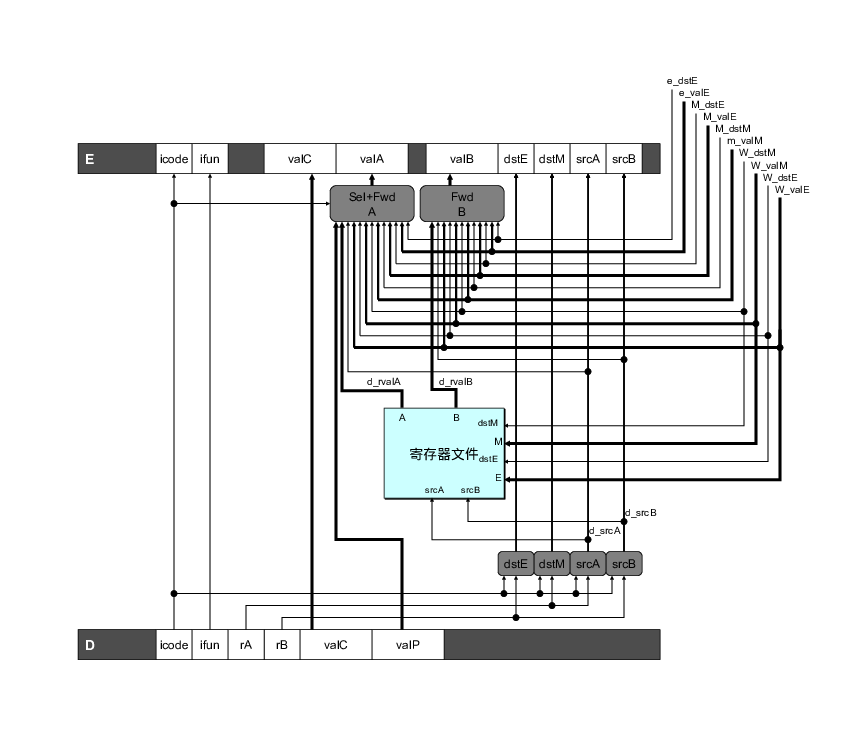 e_dstE
e_valE
M_dstE
M_valE
M_dstM
m_valM
W_dstM
W_valM
W_dstE
W_valE
E icode ifun valC valA valB dstE dstM srcA srcB
Sel+Fwd
A
Fwd
B
d_rvalA d_rvalB
A B
dstM
M
寄存器文件 dstE
E
srcA srcB
d_srcB
d_srcA
dstE dstM srcA srcB
D icode ifun rA rB valC valP